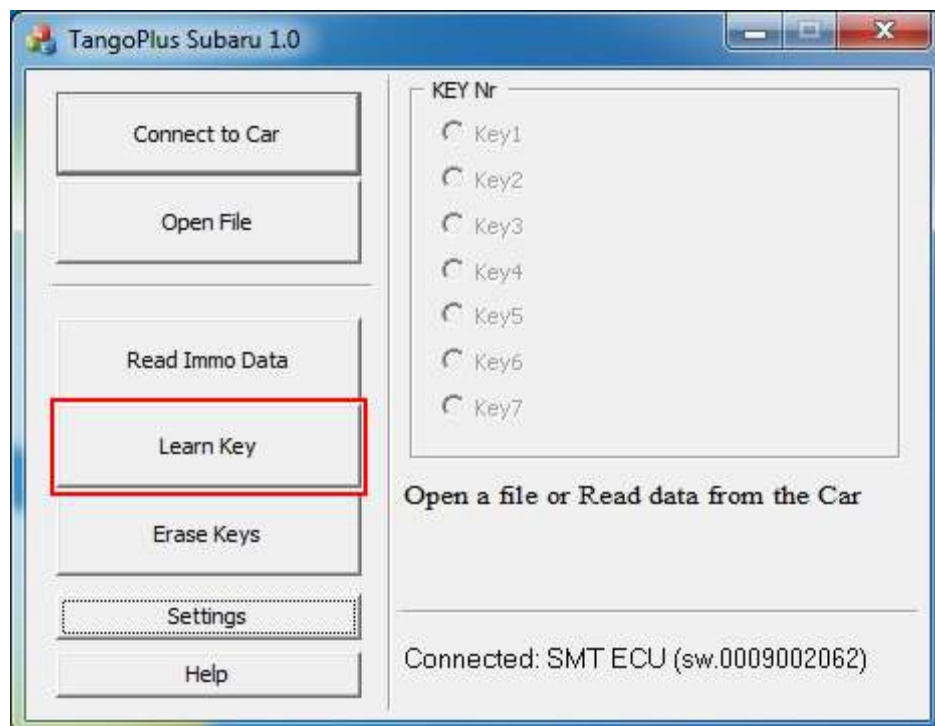 TangoPlus Subaru 1.0
Connect to Car
Open File
Read Immo Data
Learn Key
Erase Keys
Settings
Help
KEY Nr
Key1
Key2
Key3
Key4
Key5
Key6
Key7
Open a file or Read data from the Car
Connected: SMT ECU (sw.0009002062)